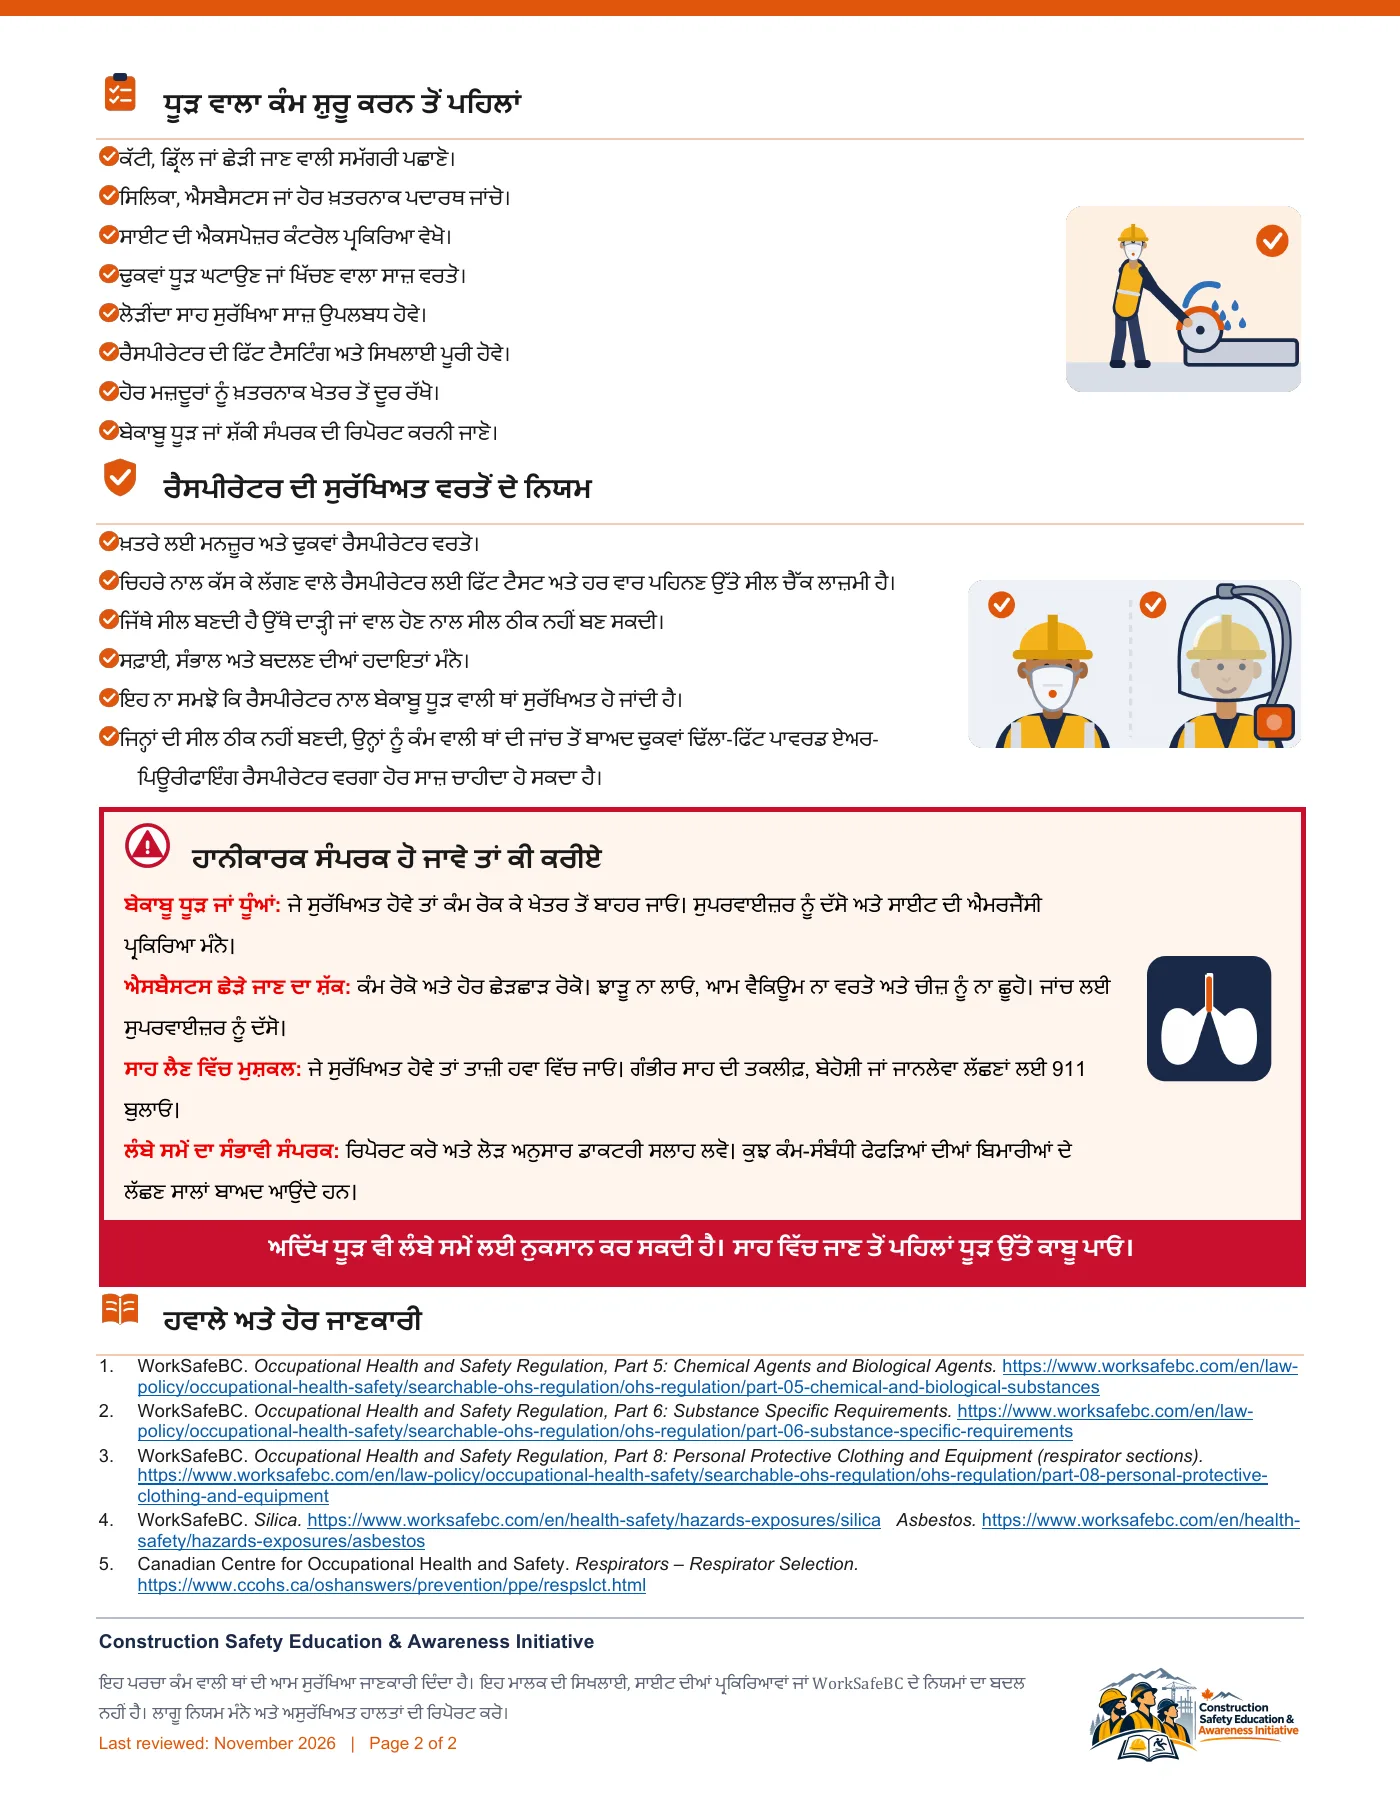 ਧੂੜ ਵਾਲਾ ਕੰਮ ਸ਼ੁਰੂ ਕਰਨ ਤੋਂ ਪਹਿਲਾਂ
ਕੱਟੀ, ਡ੍ਰਿੱਲ ਜਾਂ ਛੇੜੀ ਜਾਣ ਵਾਲੀ ਸਮੱਗਰੀ ਪਛਾਣੋ।
ਸਿਲਿਕਾ, ਐਸਬੈਸਟਸ ਜਾਂ ਹੋਰ ਖ਼ਤਰਨਾਕ ਪਦਾਰਥ ਜਾਂਚੋ।
ਸਾਈਟ ਦੀ ਐਕਸਪੋਜ਼ਰ ਕੰਟਰੋਲ ਪ੍ਰਕਿਰਿਆ ਵੇਖੋ।
ਢੁਕਵਾਂ ਧੂੜ ਘਟਾਉਣ ਜਾਂ ਖਿੱਚਣ ਵਾਲਾ ਸਾਜ਼ ਵਰਤੋ।
ਲੋੜੀਂਦਾ ਸਾਹ ਸੁਰੱਖਿਆ ਸਾਜ਼ ਉਪਲਬਧ ਹੋਵੇ।
ਰੈਸਪੀਰੇਟਰ ਦੀ ਫਿੱਟ ਟੈਸਟਿੰਗ ਅਤੇ ਸਿਖਲਾਈ ਪੂਰੀ ਹੋਵੇ।
ਹੋਰ ਮਜ਼ਦੂਰਾਂ ਨੂੰ ਖ਼ਤਰਨਾਕ ਖੇਤਰ ਤੋਂ ਦੂਰ ਰੱਖੋ।
ਬੇਕਾਬੂ ਧੂੜ ਜਾਂ ਸ਼ੱਕੀ ਸੰਪਰਕ ਦੀ ਰਿਪੋਰਟ ਕਰਨੀ ਜਾਣੋ।
ਰੈਸਪੀਰੇਟਰ ਦੀ ਸੁਰੱਖਿਅਤ ਵਰਤੋਂ ਦੇ ਨਿਯਮ
ਖ਼ਤਰੇ ਲਈ ਮਨਜ਼ੂਰ ਅਤੇ ਢੁਕਵਾਂ ਰੈਸਪੀਰੇਟਰ ਵਰਤੋ।
ਚਿਹਰੇ ਨਾਲ ਕੱਸ ਕੇ ਲੱਗਣ ਵਾਲੇ ਰੈਸਪੀਰੇਟਰ ਲਈ ਫਿੱਟ ਟੈਸਟ ਅਤੇ ਹਰ ਵਾਰ ਪਹਿਨਣ ਉੱਤੇ ਸੀਲ ਚੈੱਕ ਲਾਜ਼ਮੀ ਹੈ।
ਜਿੱਥੇ ਸੀਲ ਬਣਦੀ ਹੈ ਉੱਥੇ ਦਾੜ੍ਹੀ ਜਾਂ ਵਾਲ ਹੋਣ ਨਾਲ ਸੀਲ ਠੀਕ ਨਹੀਂ ਬਣ ਸਕਦੀ।
ਸਫ਼ਾਈ, ਸੰਭਾਲ ਅਤੇ ਬਦਲਣ ਦੀਆਂ ਹਦਾਇਤਾਂ ਮੰਨੋ।
ਇਹ ਨਾ ਸਮਝੋ ਕਿ ਰੈਸਪੀਰੇਟਰ ਨਾਲ ਬੇਕਾਬੂ ਧੂੜ ਵਾਲੀ ਥਾਂ ਸੁਰੱਖਿਅਤ ਹੋ ਜਾਂਦੀ ਹੈ।
ਜਿਨ੍ਹਾਂ ਦੀ ਸੀਲ ਠੀਕ ਨਹੀਂ ਬਣਦੀ, ਉਨ੍ਹਾਂ ਨੂੰ ਕੰਮ ਵਾਲੀ ਥਾਂ ਦੀ ਜਾਂਚ ਤੋਂ ਬਾਅਦ ਢੁਕਵਾਂ ਢਿੱਲਾ-ਫਿੱਟ ਪਾਵਰਡ ਏਅਰ-
ਪਿਊਰੀਫਾਇੰਗ ਰੈਸਪੀਰੇਟਰ ਵਰਗਾ ਹੋਰ ਸਾਜ਼ ਚਾਹੀਦਾ ਹੋ ਸਕਦਾ ਹੈ।
ਹਾਨੀਕਾਰਕ ਸੰਪਰਕ ਹੋ ਜਾਵੇ ਤਾਂ ਕੀ ਕਰੀਏ
ਬੇਕਾਬੂ ਧੂੜ ਜਾਂ ਧੂੰਆਂ: ਜੇ ਸੁਰੱਖਿਅਤ ਹੋਵੇ ਤਾਂ ਕੰਮ ਰੋਕ ਕੇ ਖੇਤਰ ਤੋਂ ਬਾਹਰ ਜਾਓ। ਸੁਪਰਵਾਈਜ਼ਰ ਨੂੰ ਦੱਸੋ ਅਤੇ ਸਾਈਟ ਦੀ ਐਮਰਜੈਂਸੀ
ਪ੍ਰਕਿਰਿਆ ਮੰਨੋ।
ਐਸਬੈਸਟਸ ਛੇੜੇ ਜਾਣ ਦਾ ਸ਼ੱਕ: ਕੰਮ ਰੋਕੋ ਅਤੇ ਹੋਰ ਛੇੜਛਾੜ ਰੋਕੋ। ਝਾੜੂ ਨਾ ਲਾਓ, ਆਮ ਵੈਕਿਊਮ ਨਾ ਵਰਤੋ ਅਤੇ ਚੀਜ਼ ਨੂੰ ਨਾ ਛੂਹੋ। ਜਾਂਚ ਲਈ
ਸੁਪਰਵਾਈਜ਼ਰ ਨੂੰ ਦੱਸੋ।
ਸਾਹ ਲੈਣ ਵਿੱਚ ਮੁਸ਼ਕਲ: ਜੇ ਸੁਰੱਖਿਅਤ ਹੋਵੇ ਤਾਂ ਤਾਜ਼ੀ ਹਵਾ ਵਿੱਚ ਜਾਓ। ਗੰਭੀਰ ਸਾਹ ਦੀ ਤਕਲੀਫ਼, ਬੇਹੋਸ਼ੀ ਜਾਂ ਜਾਨਲੇਵਾ ਲੱਛਣਾਂ ਲਈ 911
ਬੁਲਾਓ।
ਲੰਬੇ ਸਮੇਂ ਦਾ ਸੰਭਾਵੀ ਸੰਪਰਕ: ਰਿਪੋਰਟ ਕਰੋ ਅਤੇ ਲੋੜ ਅਨੁਸਾਰ ਡਾਕਟਰੀ ਸਲਾਹ ਲਵੋ। ਕੁਝ ਕੰਮ-ਸੰਬੰਧੀ ਫੇਫੜਿਆਂ ਦੀਆਂ ਬਿਮਾਰੀਆਂ ਦੇ
ਲੱਛਣ ਸਾਲਾਂ ਬਾਅਦ ਆਉਂਦੇ ਹਨ।
ਅਦਿੱਖ ਧੂੜ ਵੀ ਲੰਬੇ ਸਮੇਂ ਲਈ ਨੁਕਸਾਨ ਕਰ ਸਕਦੀ ਹੈ। ਸਾਹ ਵਿੱਚ ਜਾਣ ਤੋਂ ਪਹਿਲਾਂ ਧੂੜ ਉੱਤੇ ਕਾਬੂ ਪਾਓ।
ਹਵਾਲੇ ਅਤੇ ਹੋਰ ਜਾਣਕਾਰੀ
1. WorkSafeBC. Occupational Health and Safety Regulation, Part 5: Chemical Agents and Biological Agents. https://www.worksafebc.com/en/law-
policy/occupational-health-safety/searchable-ohs-regulation/ohs-regulation/part-05-chemical-and-biological-substances
2. WorkSafeBC. Occupational Health and Safety Regulation, Part 6: Substance Specific Requirements. https://www.worksafebc.com/en/law-
policy/occupational-health-safety/searchable-ohs-regulation/ohs-regulation/part-06-substance-specific-requirements
3. WorkSafeBC. Occupational Health and Safety Regulation, Part 8: Personal Protective Clothing and Equipment (respirator sections).
https://www.worksafebc.com/en/law-policy/occupational-health-safety/searchable-ohs-regulation/ohs-regulation/part-08-personal-protective-
clothing-and-equipment
4. WorkSafeBC. Silica. https://www.worksafebc.com/en/health-safety/hazards-exposures/silica Asbestos. https://www.worksafebc.com/en/health-
safety/hazards-exposures/asbestos
5. Canadian Centre for Occupational Health and Safety. Respirators – Respirator Selection.
https://www.ccohs.ca/oshanswers/prevention/ppe/respslct.html
Construction Safety Education & Awareness Initiative
ਇਹ ਪਰਚਾ ਕੰਮ ਵਾਲੀ ਥਾਂ ਦੀ ਆਮ ਸੁਰੱਖਿਆ ਜਾਣਕਾਰੀ ਦਿੰਦਾ ਹੈ। ਇਹ ਮਾਲਕ ਦੀ ਸਿਖਲਾਈ, ਸਾਈਟ ਦੀਆਂ ਪ੍ਰਕਿਰਿਆਵਾਂ ਜਾਂ WorkSafeBC ਦੇ ਨਿਯਮਾਂ ਦਾ ਬਦਲ
ਨਹੀਂ ਹੈ। ਲਾਗੂ ਨਿਯਮ ਮੰਨੋ ਅਤੇ ਅਸੁਰੱਖਿਅਤ ਹਾਲਤਾਂ ਦੀ ਰਿਪੋਰਟ ਕਰੋ।
Last reviewed: November 2026 | Page 2 of 2
Construction
Safety Education &
Awareness Initiative